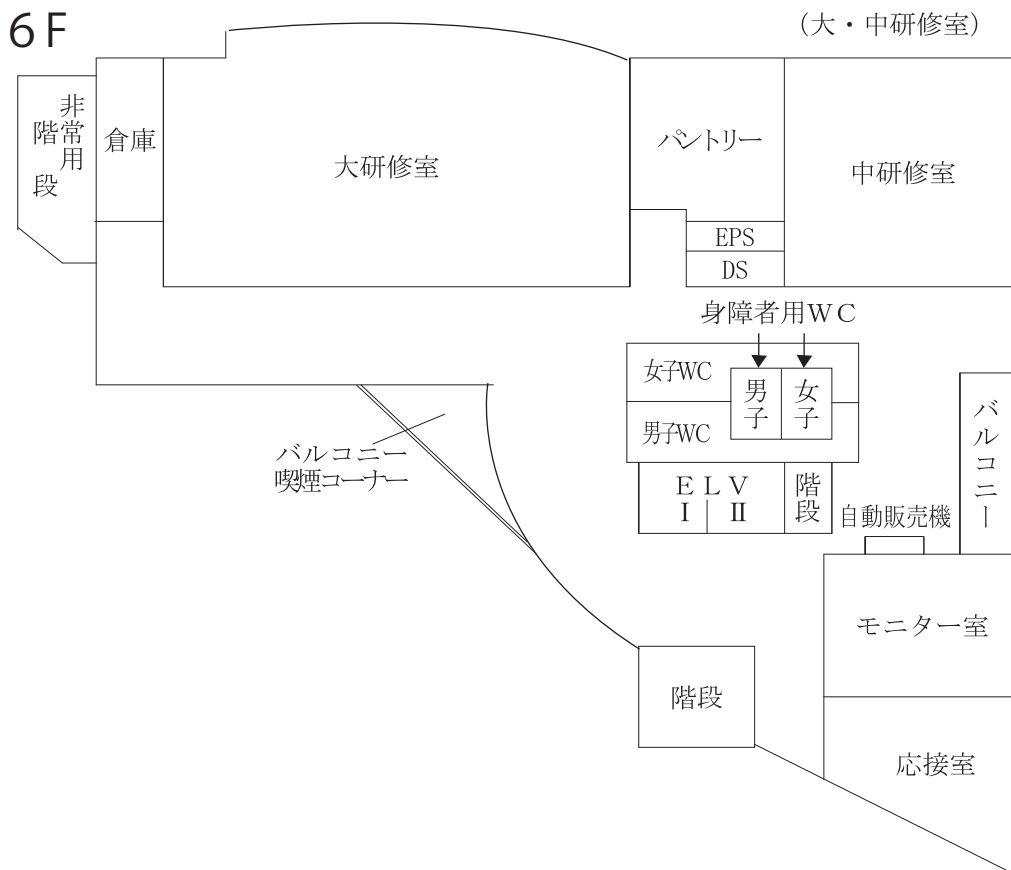 6F
(大・中研修室)
非常用
階段
倉庫
大研修室
パントリー
中研修室
EPS
DS
身障者用WC
女子WC
男子
女子
男子WC
バルコニー
喫煙コーナー
ELV
I
II
階段
自動販売機
バルコニー
モニター室
階段
応接室